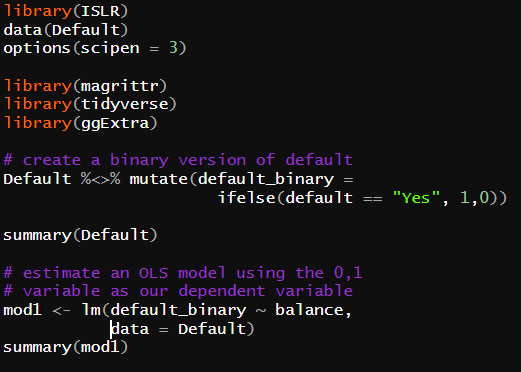 library(ISLR)
data(Default)
options(scipen = 3)
library(magrittr)
library(tidyverse)
library(ggExtra)
# create a binary version of default
Default %<>% mutate(default_binary =
ifelse(default == "Yes", 1,0))
summary(Default)
# estimate an OLS model using the 0,1
# variable as our dependent variable
mod1 <- lm(default_binary ~ balance,
data = Default)
summary(mod1)